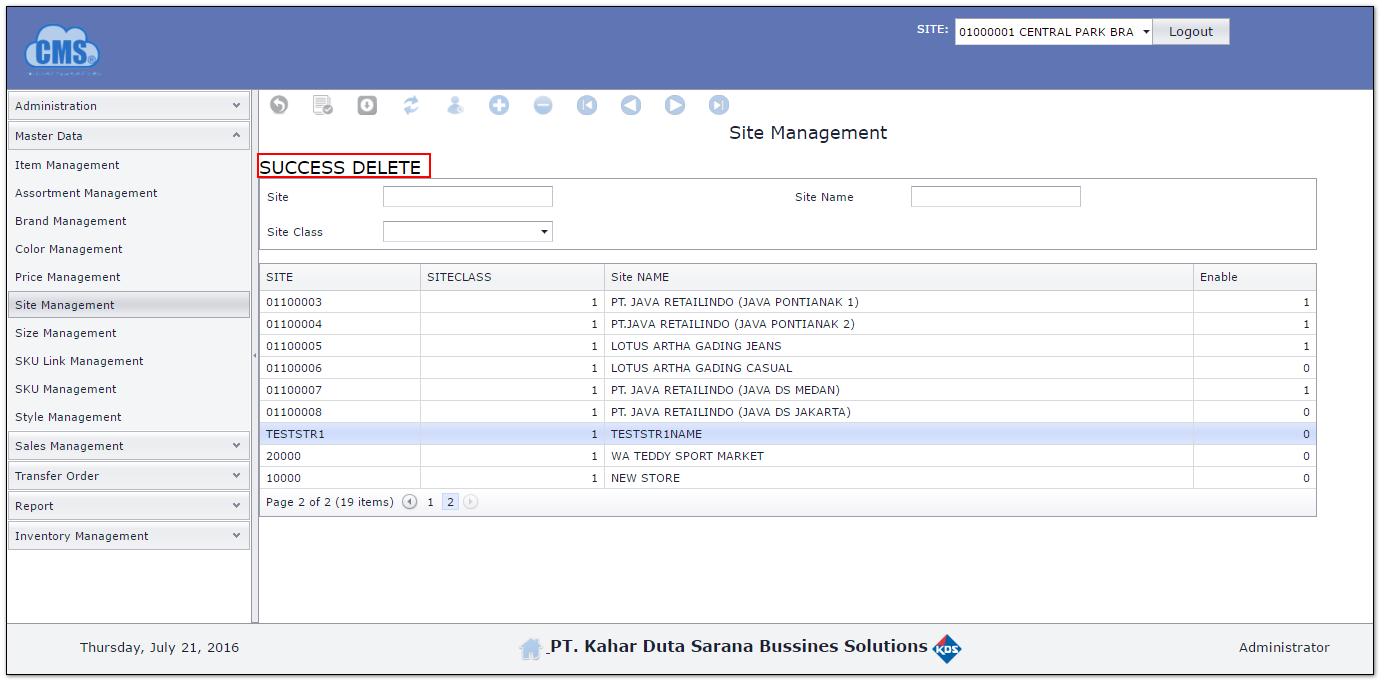 CMS®
SITE: 01000001 CENTRAL PARK BRA Logout
Administration
Master Data
Item Management
Assortment Management
Brand Management
Color Management
Price Management
Site Management
Size Management
SKU Link Management
SKU Management
Style Management
Sales Management
Transfer Order
Report
Inventory Management
Site Management
SUCCESS DELETE
Site Site Name
Site Class
SITE SITECLASS Site NAME Enable
01100003 1 PT. JAVA RETAILINDO (JAVA PONTIANAK 1) 1
01100004 1 PT.JAVA RETAILINDO (JAVA PONTIANAK 2) 1
01100005 1 LOTUS ARTHA GADING JEANS 1
01100006 1 LOTUS ARTHA GADING CASUAL 0
01100007 1 PT. JAVA RETAILINDO (JAVA DS MEDAN) 1
01100008 1 PT. JAVA RETAILINDO (JAVA DS JAKARTA) 0
TESTSTR1 1 TESTSTR1NAME 0
20000 1 WA TEDDY SPORT MARKET 0
10000 1 NEW STORE 0
Page 2 of 2 (19 items) 1 2
Thursday, July 21, 2016 PT. Kahar Duta Sarana Bussines Solutions KDS Administrator